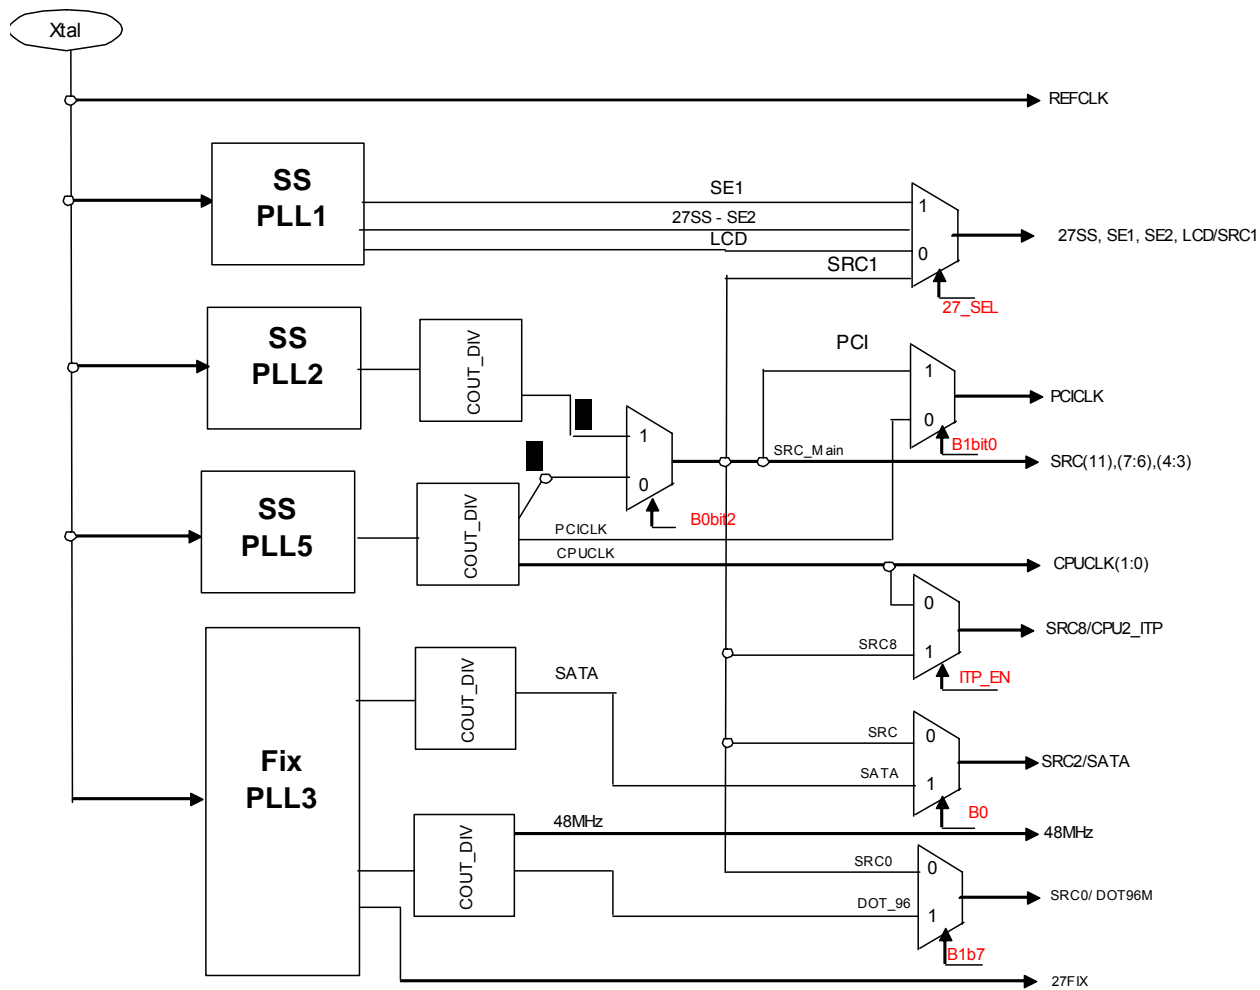 Xtal
REFCLK
SS
PLL1
SE1
27SS - SE2
LCD
SRC1
1
0
27SS, SE1, SE2, LCD/SRC1
27_SEL
SS
PLL2
COUT_DIV
PCI
1
0
PCICLK
B1bit0
1
0
SRC_Main
SRC(11),(7:6),(4:3)
B0bit2
SS
PLL5
COUT_DIV
PCICLK
CPUCLK
CPUCLK(1:0)
0
SRC8
1
SRC8/CPU2_ITP
ITP_EN
Fix
PLL3
COUT_DIV
SATA
SRC
0
SATA
1
SRC2/SATA
B0
COUT_DIV
48MHz
48MHz
SRC0
0
DOT_96
1
SRC0/ DOT96M
B1b7
27FIX